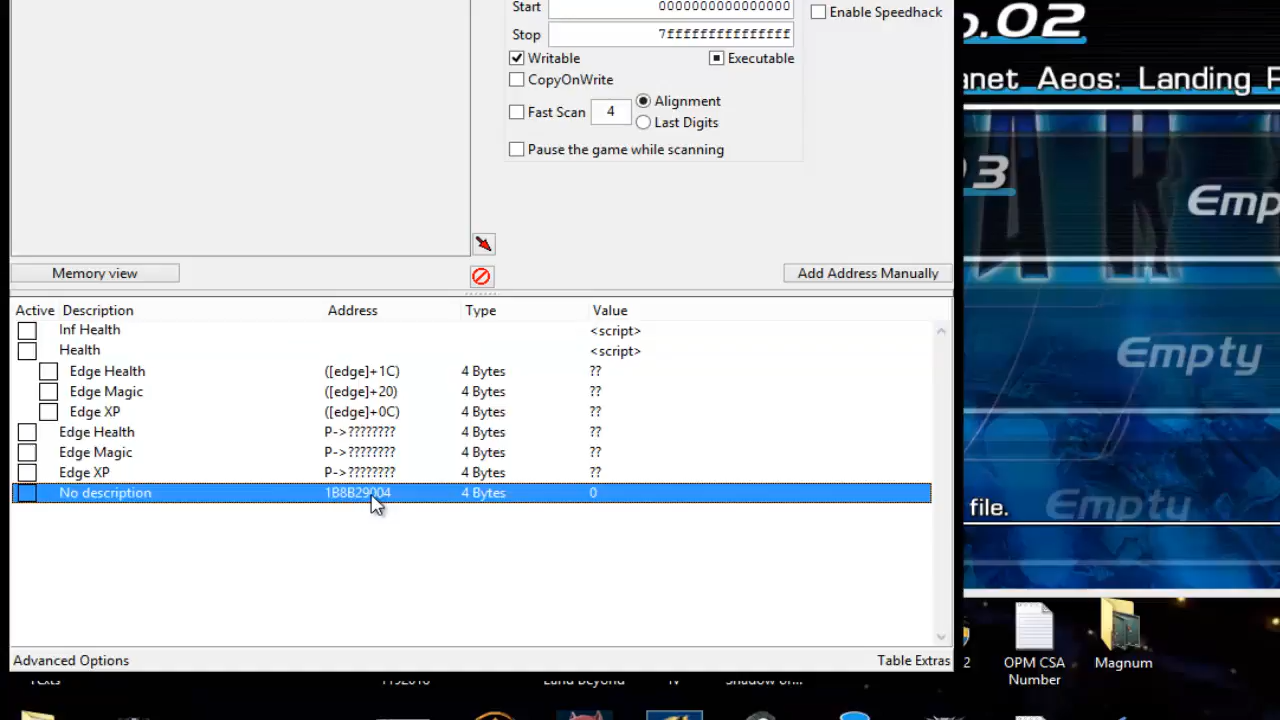 Start 0000000000000000
Enable Speedhack
Stop 7fffffffffffffff
Writable Executable
CopyOnWrite
Fast Scan 4 Alignment
Last Digits
Pause the game while scanning
Memory view
Add Address Manually
Active Description Address Type Value
Inf Health <script>
Health <script>
Edge Health ([edge]+1C) 4 Bytes ??
Edge Magic ([edge]+20) 4 Bytes ??
Edge XP ([edge]+0C) 4 Bytes ??
Edge Health P->???????? 4 Bytes ??
Edge Magic P->???????? 4 Bytes ??
Edge XP P->???????? 4 Bytes ??
No description 1B8B29004 4 Bytes 0
Advanced Options Table Extras
.02
anet Aeos: Landing
3
Emp
Empty
Empty
file.
2
OPM CSA
Number
Magnum